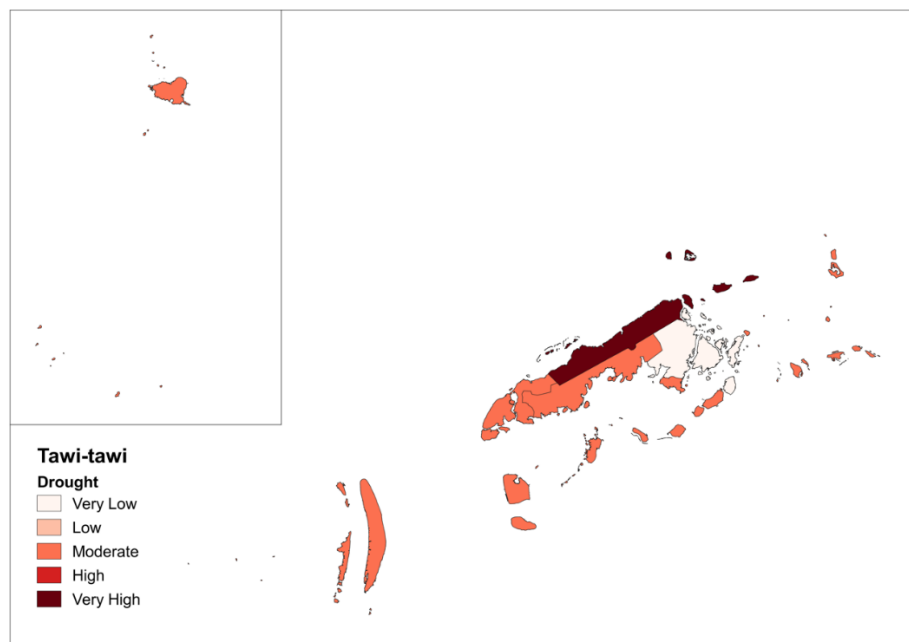 Tawi-tawi
Drought
Very Low
Low
Moderate
High
Very High